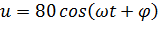 u = 80 cos(ωt + φ)